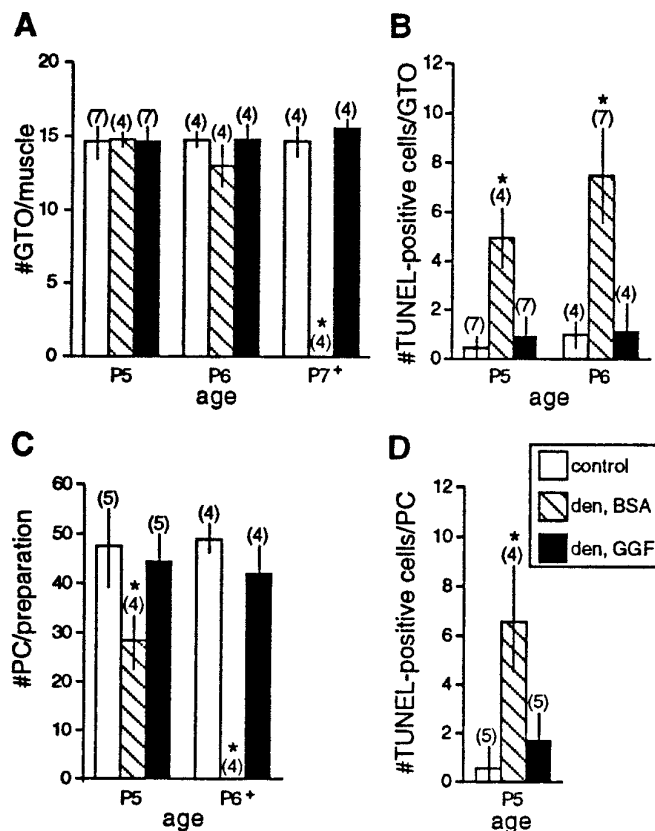 A
#GTO/muscle
20
15
10
5
0
(7) (4) (7)
(4) (4) (4)
(4) * (4) (4)
P5 P6 P7+
age
B
#TUNEL-positive cells/GTO
12
10
8
6
4
2
0
(7) * (4) (7)
(4) * (7) (4)
P5 P6
age
C
#PC/preparation
60
50
40
30
20
10
0
(5) * (4) (5)
(4) * (4) (4)
P5 P6+
age
D
#TUNEL-positive cells/PC
12
10
8
6
4
2
0
(5) * (4) (5)
P5
age
control
den, BSA
den, GGF